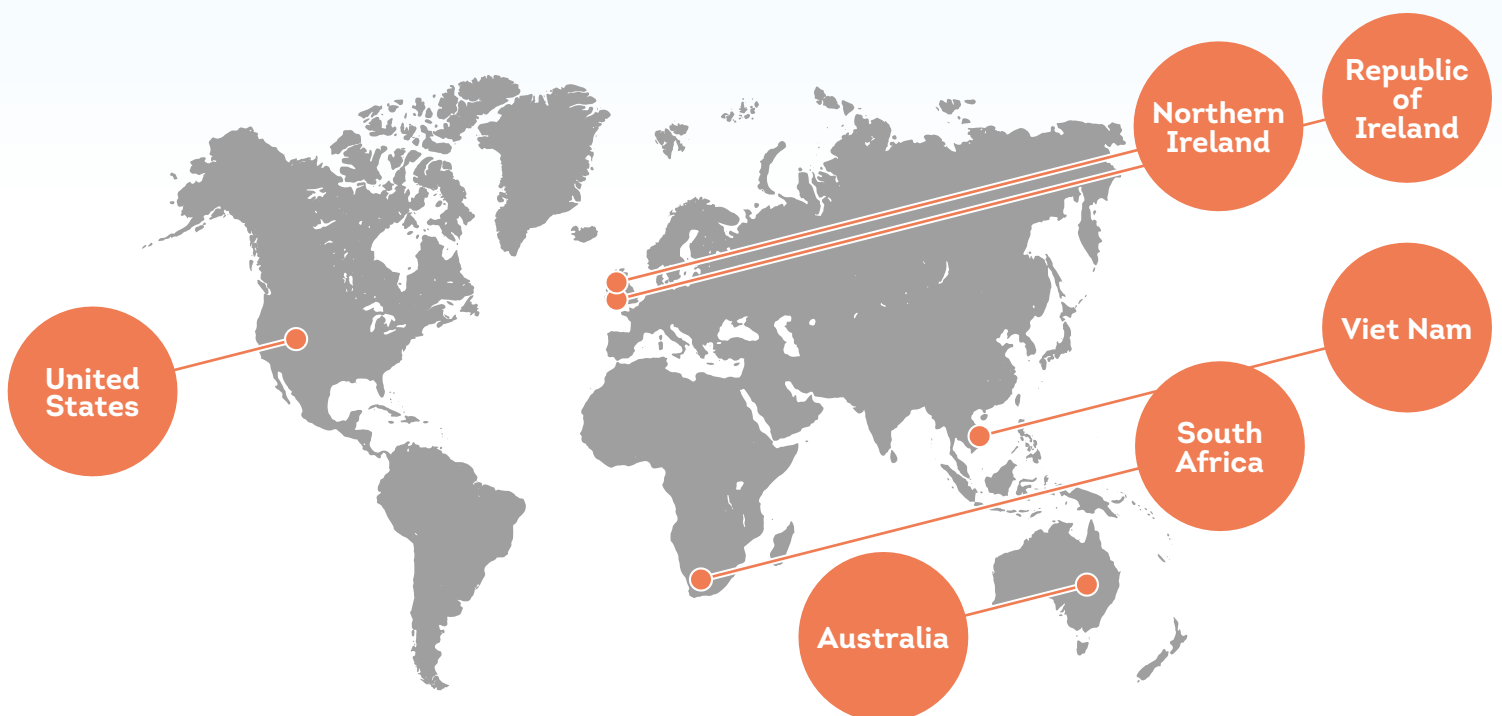 Republic
of
Ireland
Northern
Ireland
Viet Nam
United
States
South
Africa
Australia